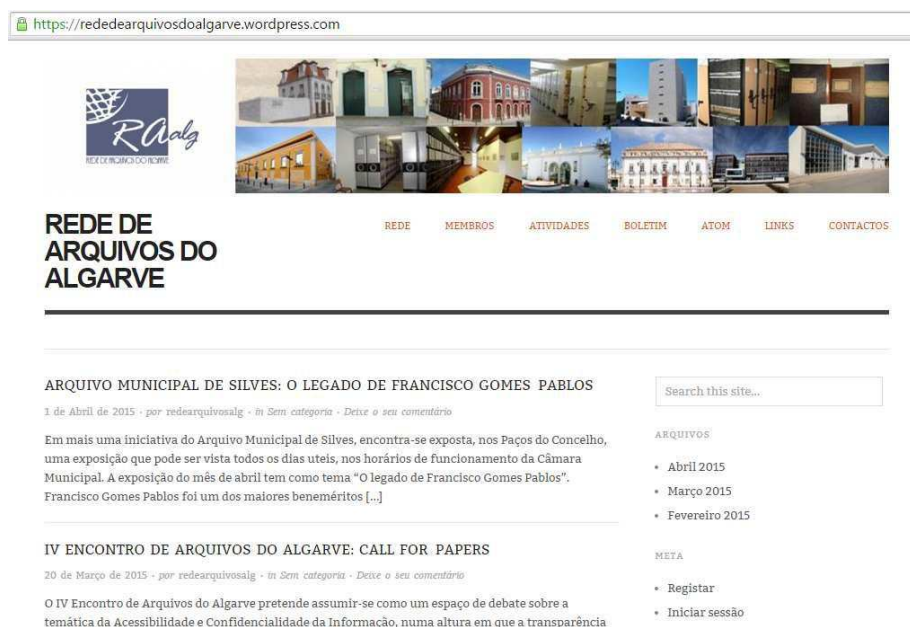 https://rededearquivosdoalgarve.wordpress.com
RAalg
REDE DE ARQUIVOS DO ALGARVE
REDE DE
ARQUIVOS DO
ALGARVE
REDE MEMBROS ATIVIDADES BOLETIM ATOM LINKS CONTACTOS
ARQUIVO MUNICIPAL DE SILVES: O LEGADO DE FRANCISCO GOMES PABLOS
1 de Abril de 2015 · por redearquivosalg · in Sem categoria · Deixe o seu comentário
Em mais uma iniciativa do Arquivo Municipal de Silves, encontra-se exposta, nos Paços do Concelho,
uma exposição que pode ser vista todos os dias uteis, nos horários de funcionamento da Câmara
Municipal. A exposição do mês de abril tem como tema “O legado de Francisco Gomes Pablos”.
Francisco Gomes Pablos foi um dos maiores beneméritos [...]
IV ENCONTRO DE ARQUIVOS DO ALGARVE: CALL FOR PAPERS
20 de Março de 2015 · por redearquivosalg · in Sem categoria · Deixe o seu comentário
O IV Encontro de Arquivos do Algarve pretende assumir-se como um espaço de debate sobre a
temática da Acessibilidade e Confidencialidade da Informação, numa altura em que a transparência
Search this site...
ARQUIVOS
• Abril 2015
• Março 2015
• Fevereiro 2015
META
• Registar
• Iniciar sessão